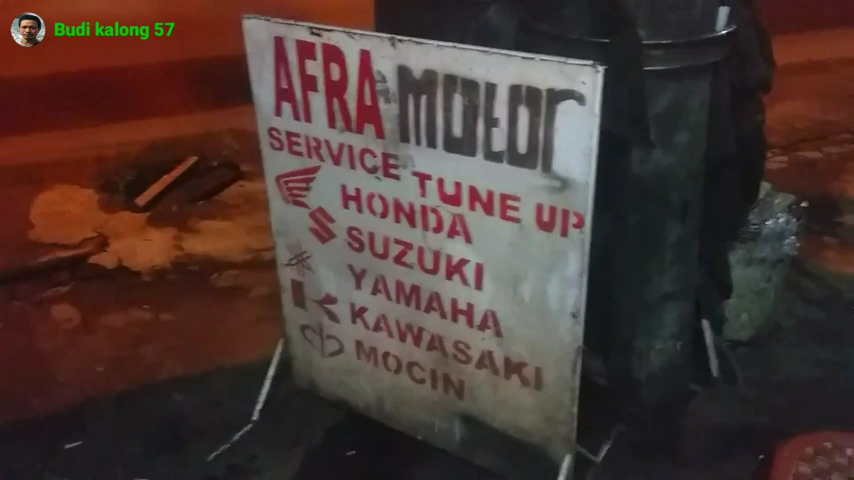 Budi kalong 57
AFRA MOtOr
SERVICE TUNE UP
HONDA
SUZUKI
YAMAHA
KAWASAKI
MOCIN